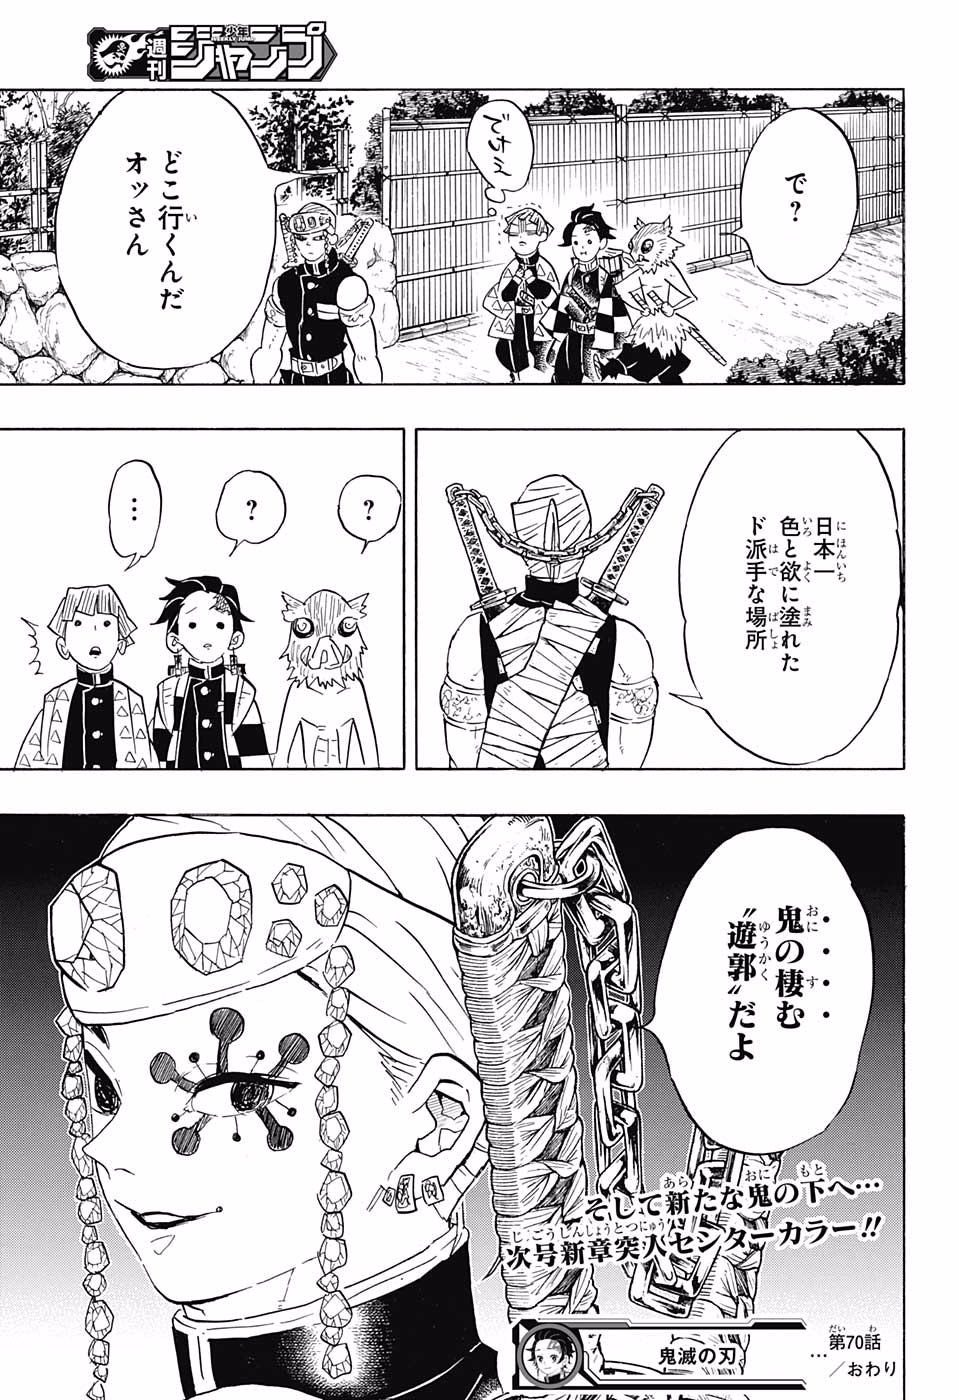 週刊
少年
ジャンプ
で?
でけえ
どこ行くんだ
オッさん
日本一
色と欲に塗れた
ド派手な場所
?
?
…
鬼の棲む
〝遊郭〟だよ
そして新たな鬼の下へ…
次号新章突入センターカラー!!
鬼滅の刃
…
第70話
/おわり